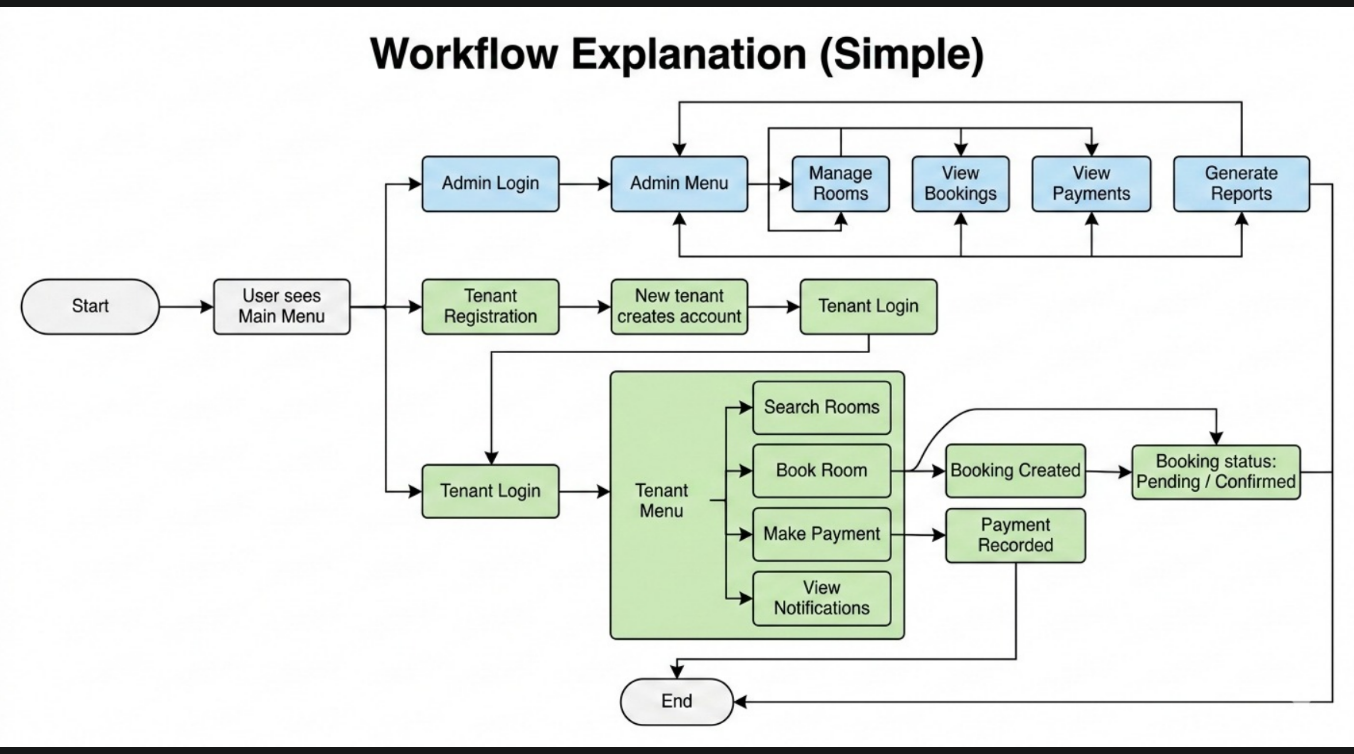 Workflow Explanation (Simple)
Admin Login
Admin Menu
Manage
Rooms
View
Bookings
View
Payments
Generate
Reports
Start
User sees
Main Menu
Tenant
Registration
New tenant
creates account
Tenant Login
Tenant Login
Tenant
Menu
Search Rooms
Book Room
Make Payment
View
Notifications
Booking Created
Booking status:
Pending / Confirmed
Payment
Recorded
End